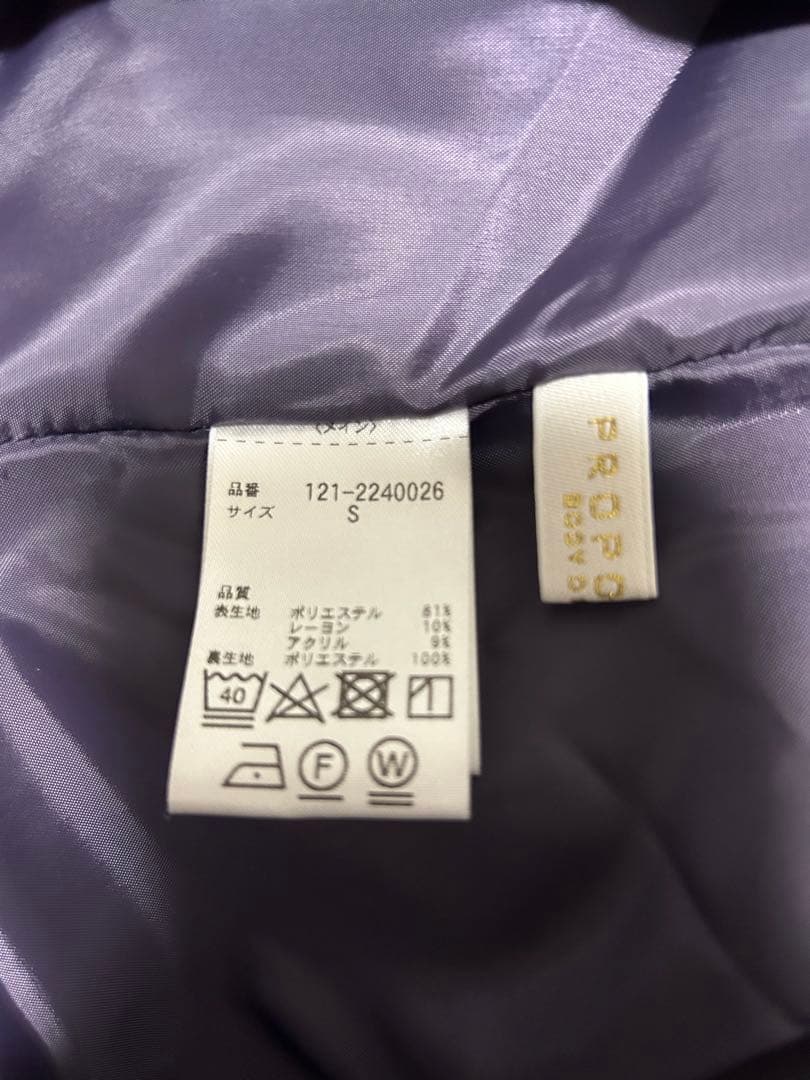 〈メイン〉
品番 121-2240026
サイズ S
品質
表生地 ポリエステル 81%
レーヨン 10%
アクリル 9%
裏生地 ポリエステル 100%
40
F
W
PROPO
BODY D